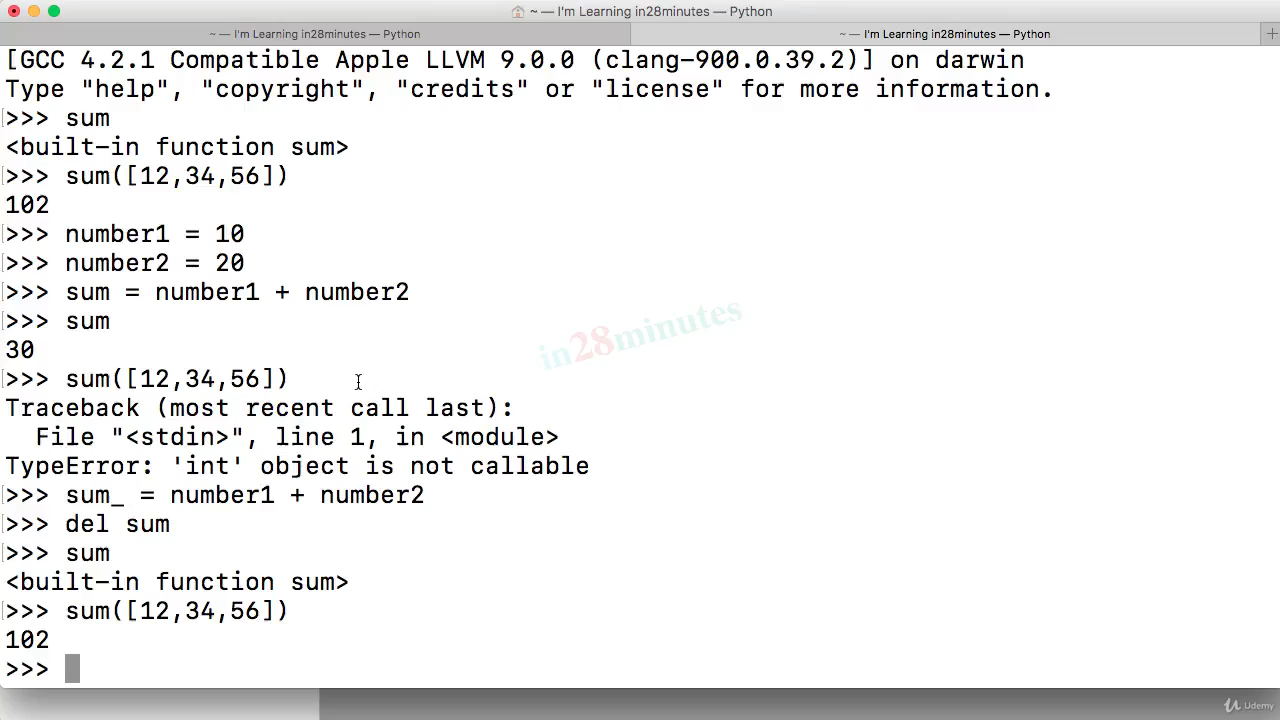 ~ — I'm Learning in28minutes — Python
~ — I'm Learning in28minutes — Python
~ — I'm Learning in28minutes — Python
[GCC 4.2.1 Compatible Apple LLVM 9.0.0 (clang-900.0.39.2)] on darwin
Type "help", "copyright", "credits" or "license" for more information.
>>> sum
<built-in function sum>
>>> sum([12,34,56])
102
>>> number1 = 10
>>> number2 = 20
>>> sum = number1 + number2
>>> sum
30
>>> sum([12,34,56])
Traceback (most recent call last):
  File "<stdin>", line 1, in <module>
TypeError: 'int' object is not callable
>>> sum_ = number1 + number2
>>> del sum
>>> sum
<built-in function sum>
>>> sum([12,34,56])
102
>>>
in28minutes
Udemy